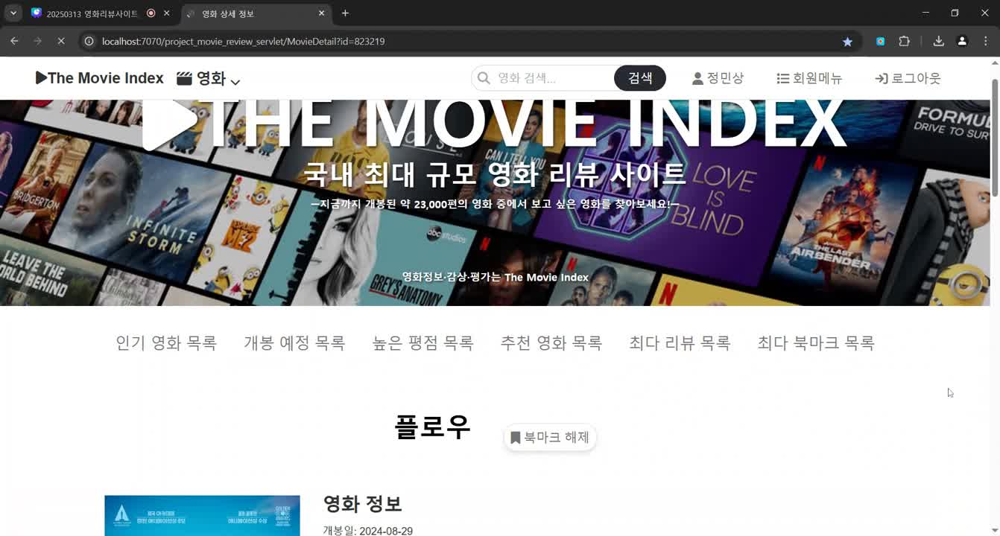 20250313 영화리뷰사이트
영화 상세 정보
localhost:7070/project_movie_review_servlet/MovieDetail?id=823219
The Movie Index 영화
영화 검색...
검색
정민상
회원메뉴
로그아웃
THE MOVIE INDEX
국내 최대 규모 영화 리뷰 사이트
ㅡ지금까지 개봉된 약 23,000편의 영화 중에서 보고 싶은 영화를 찾아보세요!ㅡ
영화정보·감상·평가는 The Movie Index
BRIDGERTON
INFINITE
STORM
DESPICABLE
ME2
LEAVE THE
WORLD BEHIND
abc studios
GREY'S ANATOMY
CAN I TELL YOU
LOVE
IS
BLIND
THE LAST
AIRBENDER
FORMUL
DRIVE TO SUR
인기 영화 목록
개봉 예정 목록
높은 평점 목록
추천 영화 목록
최다 리뷰 목록
최다 북마크 목록
플로우
북마크 해제
영화 정보
개봉일: 2024-08-29